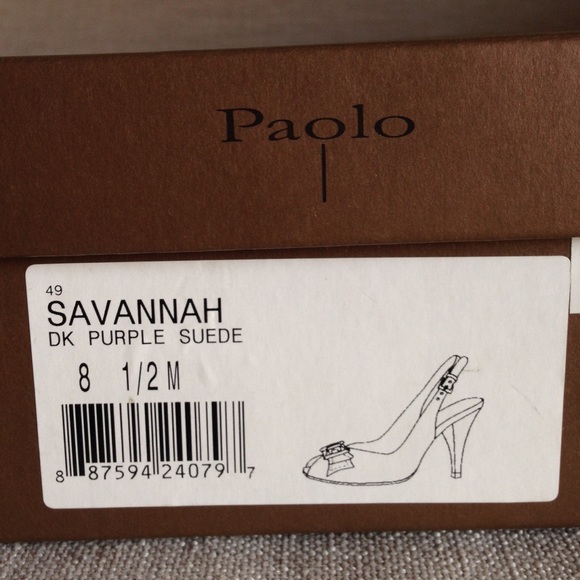 Paolo
49
SAVANNAH
DK PURPLE SUEDE
8 1/2 M
8 87594 24079 7